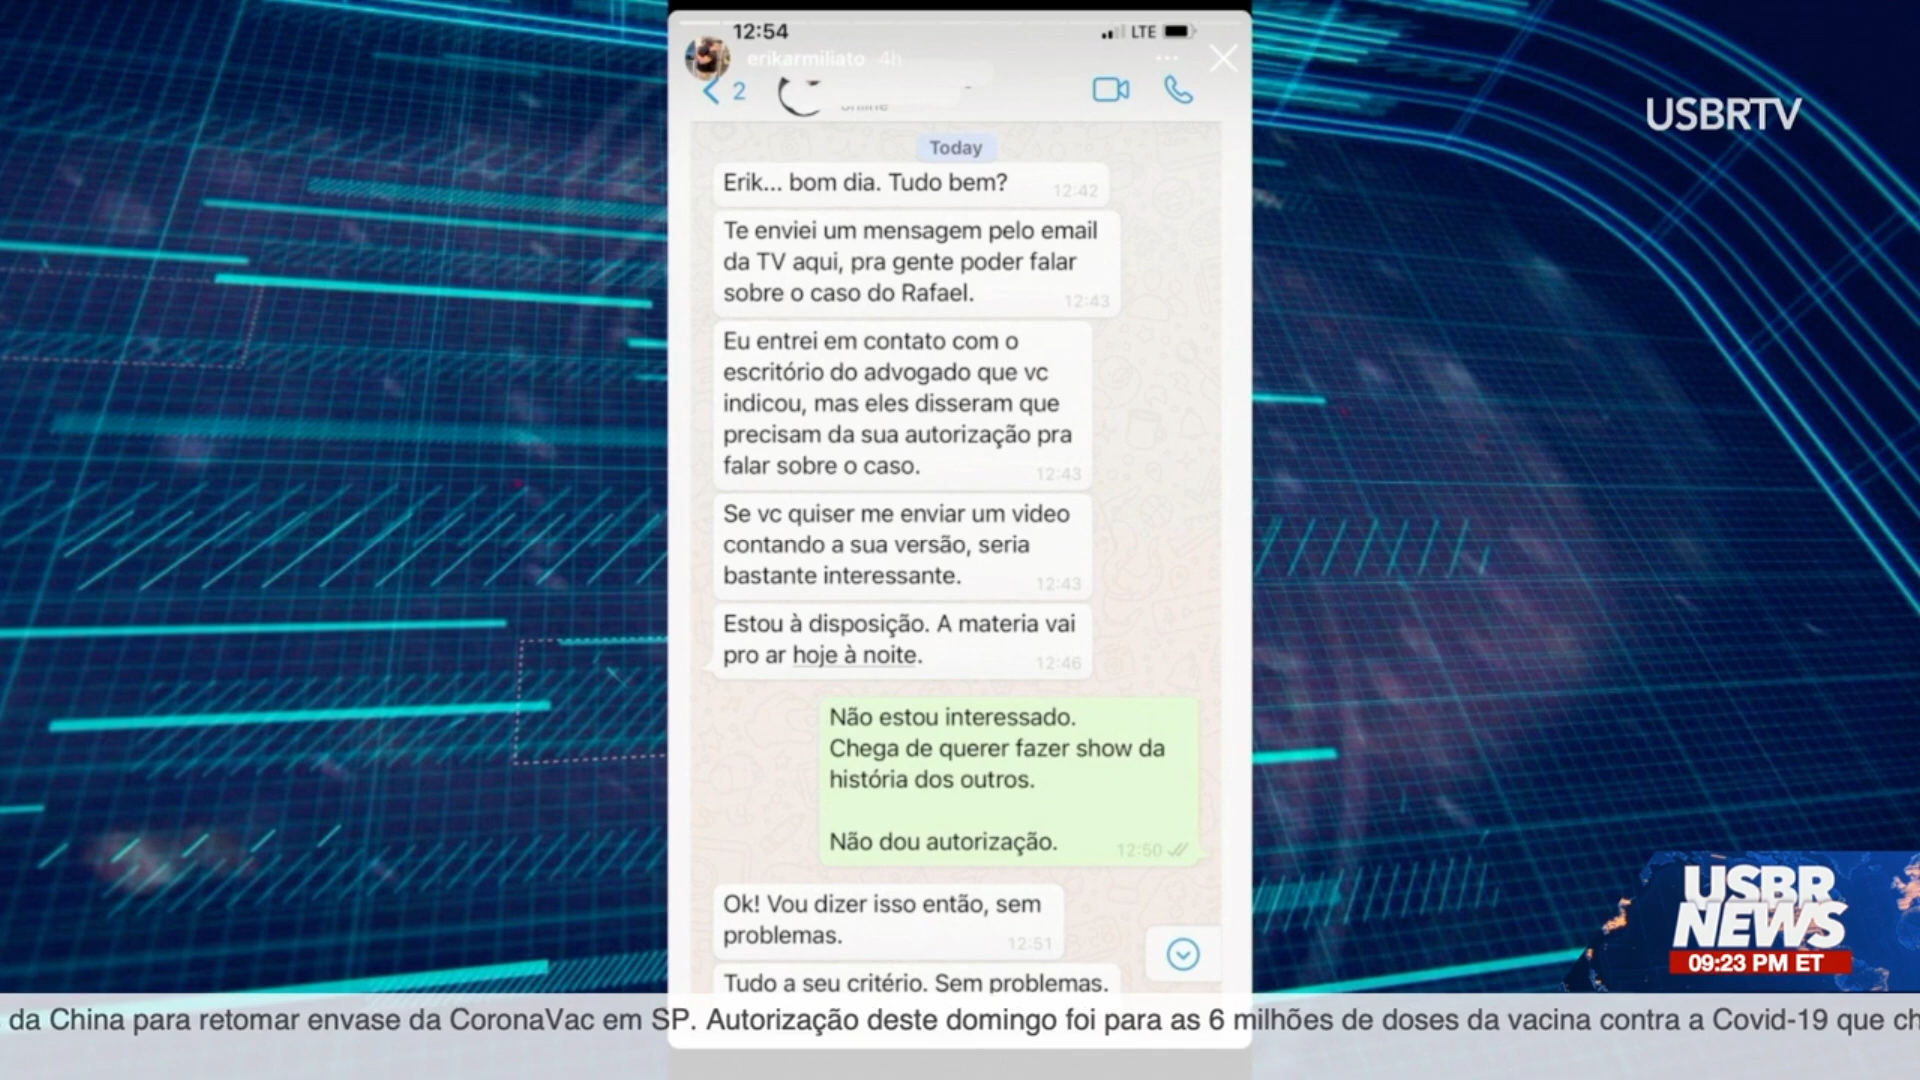 12:54
LTE
erikarmiliato 4h
2
online
USBRTV
Today
Erik... bom dia. Tudo bem?
12:42
Te enviei um mensagem pelo email
da TV aqui, pra gente poder falar
sobre o caso do Rafael.
12:43
Eu entrei em contato com o
escritório do advogado que vc
indicou, mas eles disseram que
precisam da sua autorização pra
falar sobre o caso.
12:43
Se vc quiser me enviar um video
contando a sua versão, seria
bastante interessante.
12:43
Estou à disposição. A materia vai
pro ar hoje à noite.
12:46
Não estou interessado.
Chega de querer fazer show da
história dos outros.
Não dou autorização.
12:50
Ok! Vou dizer isso então, sem
problemas.
12:51
Tudo a seu critério. Sem problemas.
USBR
NEWS
09:23 PM ET
da China para retomar envase da CoronaVac em SP. Autorização deste domingo foi para as 6 milhões de doses da vacina contra a Covid-19 que ch